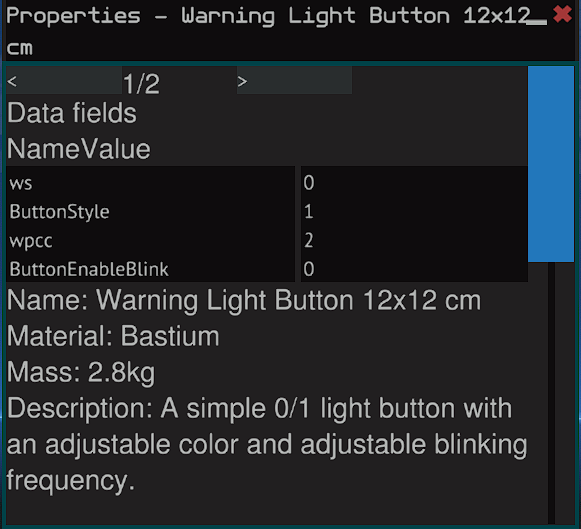 Properties - Warning Light Button 12x12
cm
< 1/2 >
Data fields
NameValue
ws 0
ButtonStyle 1
wpcc 2
ButtonEnableBlink 0
Name: Warning Light Button 12x12 cm
Material: Bastium
Mass: 2.8kg
Description: A simple 0/1 light button with
an adjustable color and adjustable blinking
frequency.